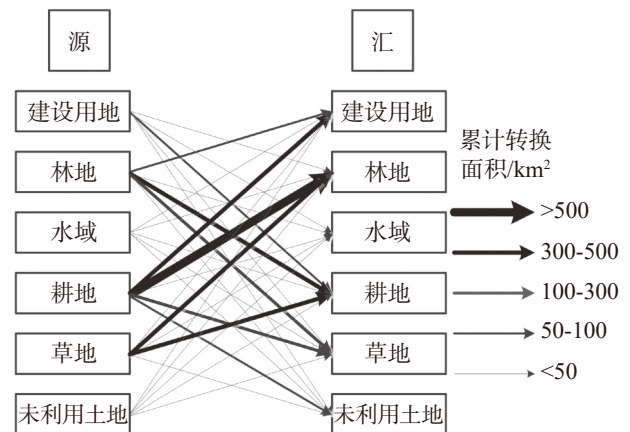 源
汇
建设用地
林地
水域
耕地
草地
未利用土地
建设用地
林地
水域
耕地
草地
未利用土地
累计转换
面积/km²
>500
300-500
100-300
50-100
<50